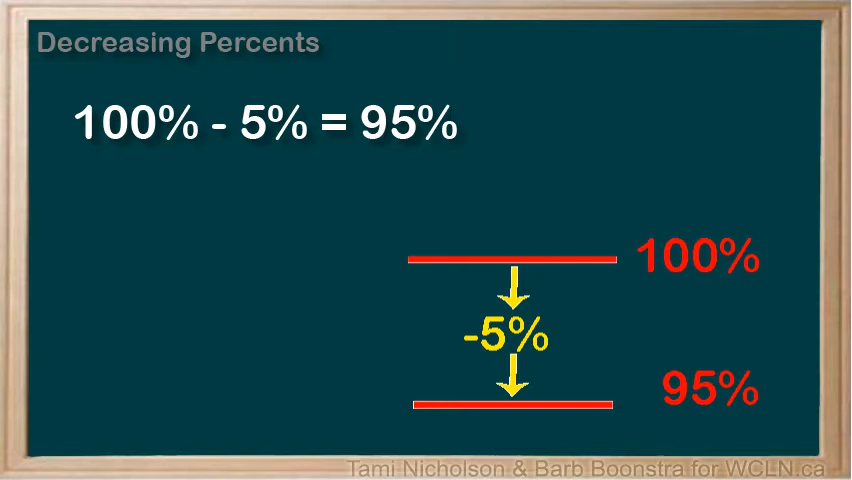 Decreasing Percents
100% - 5% = 95%
100%
-5%
95%
Tami Nicholson & Barb Boonstra for WCLN.ca